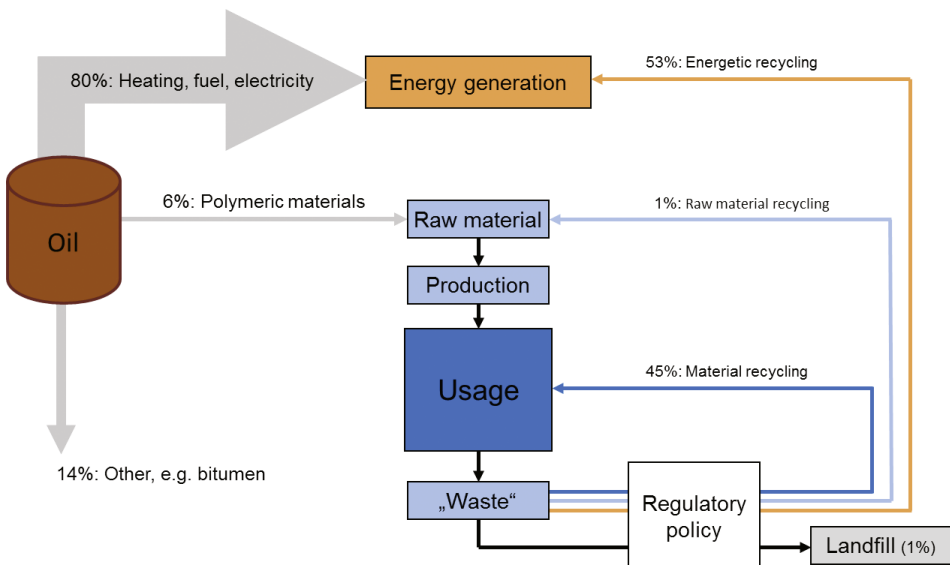 80%: Heating, fuel, electricity
Energy generation
53%: Energetic recycling
Oil
6%: Polymeric materials
Raw material
1%: Raw material recycling
Production
Usage
45%: Material recycling
14%: Other, e.g. bitumen
„Waste“
Regulatory
policy
Landfill (1%)